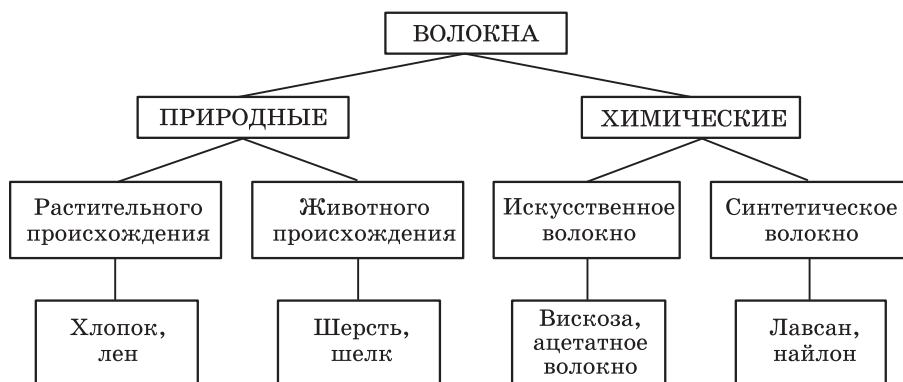 ВОЛОКНА
ПРИРОДНЫЕ
ХИМИЧЕСКИЕ
Растительного
происхождения
Животного
происхождения
Искусственное
волокно
Синтетическое
волокно
Хлопок,
лен
Шерсть,
шелк
Вискоза,
ацетатное
волокно
Лавсан,
найлон